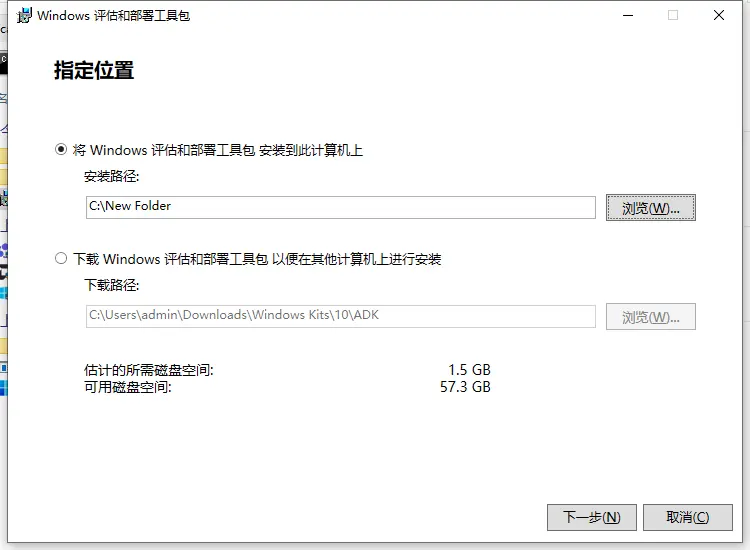 Windows 评估和部署工具包
指定位置
将 Windows 评估和部署工具包 安装到此计算机上
安装路径:
C:\New Folder
浏览(W)...
下载 Windows 评估和部署工具包 以便在其他计算机上进行安装
下载路径:
C:\Users\admin\Downloads\Windows Kits\10\ADK
浏览(W)...
估计的所需磁盘空间: 1.5 GB
可用磁盘空间: 57.3 GB
下一步(N) 取消(C)